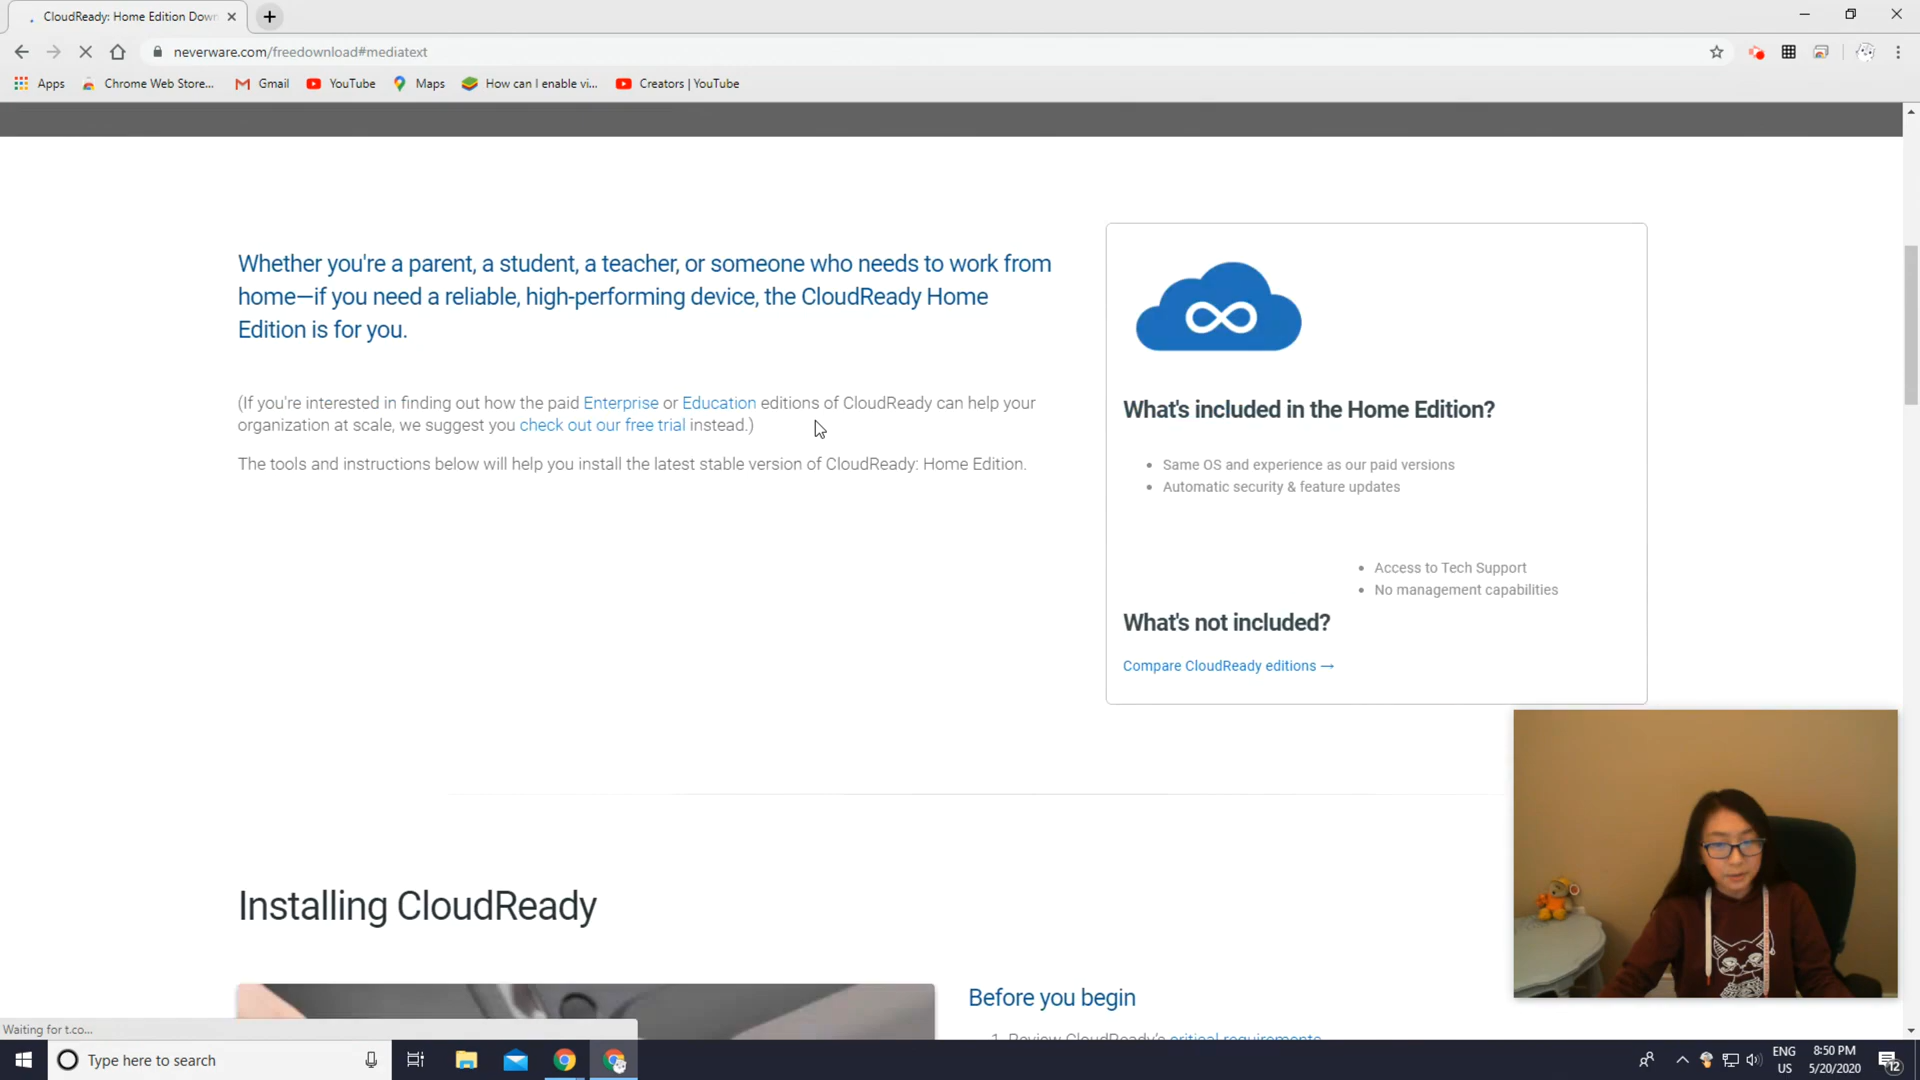 CloudReady: Home Edition Down
neverware.com/freedownload#mediatext
Apps
Chrome Web Store...
Gmail
YouTube
Maps
How can I enable vi...
Creators | YouTube
Whether you're a parent, a student, a teacher, or someone who needs to work from
home—if you need a reliable, high-performing device, the CloudReady Home
Edition is for you.
(If you're interested in finding out how the paid Enterprise or Education editions of CloudReady can help your
organization at scale, we suggest you check out our free trial instead.)
The tools and instructions below will help you install the latest stable version of CloudReady: Home Edition.
What's included in the Home Edition?
• Same OS and experience as our paid versions
• Automatic security & feature updates
• Access to Tech Support
• No management capabilities
What's not included?
Compare CloudReady editions →
Installing CloudReady
Before you begin
1. Review CloudReady's critical requirements
Waiting for t.co...
Type here to search
ENG
US
8:50 PM
5/20/2020
12